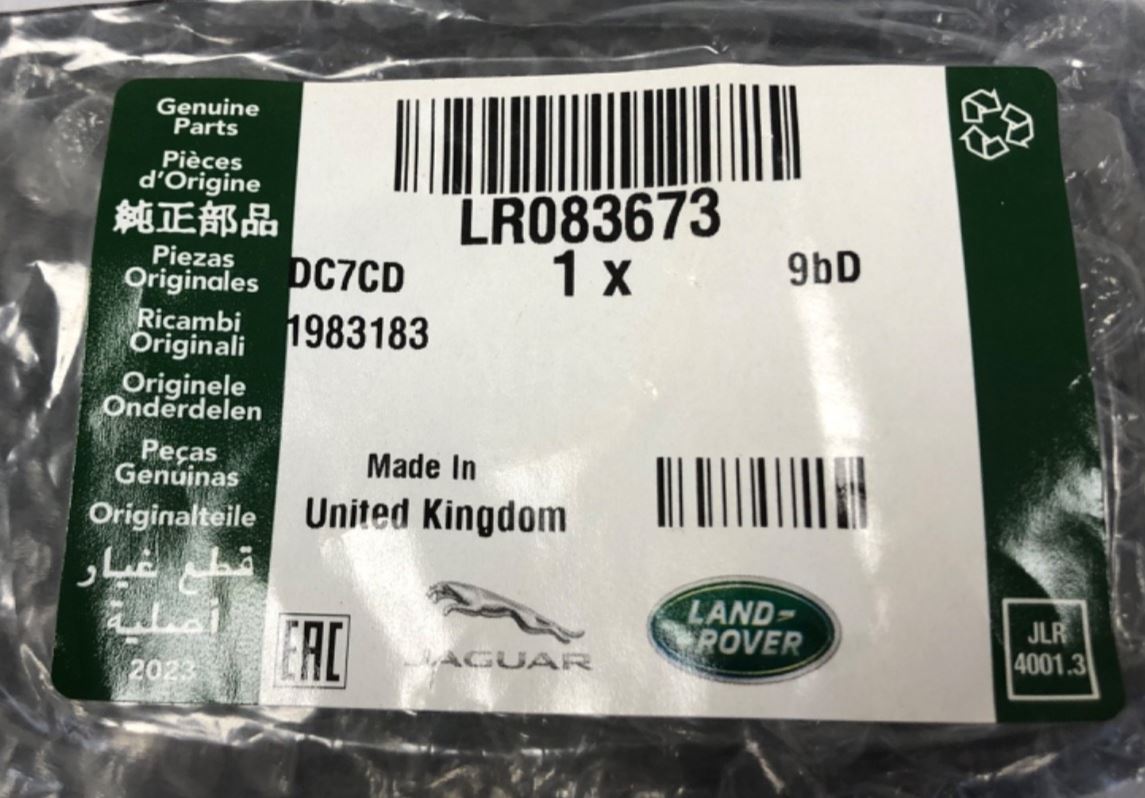 Genuine
Parts
Pièces
d'Origine
純正部品
Piezas
Originales
Ricambi
Originali
Originele
Onderdelen
Peças
Genuinas
Originalteile
قطع غيار
أصلية
2023
LR083673
DC7CD 1 x 9bD
1983183
Made In
United Kingdom
EAC
JAGUAR
LAND-
ROVER
JLR
4001.3